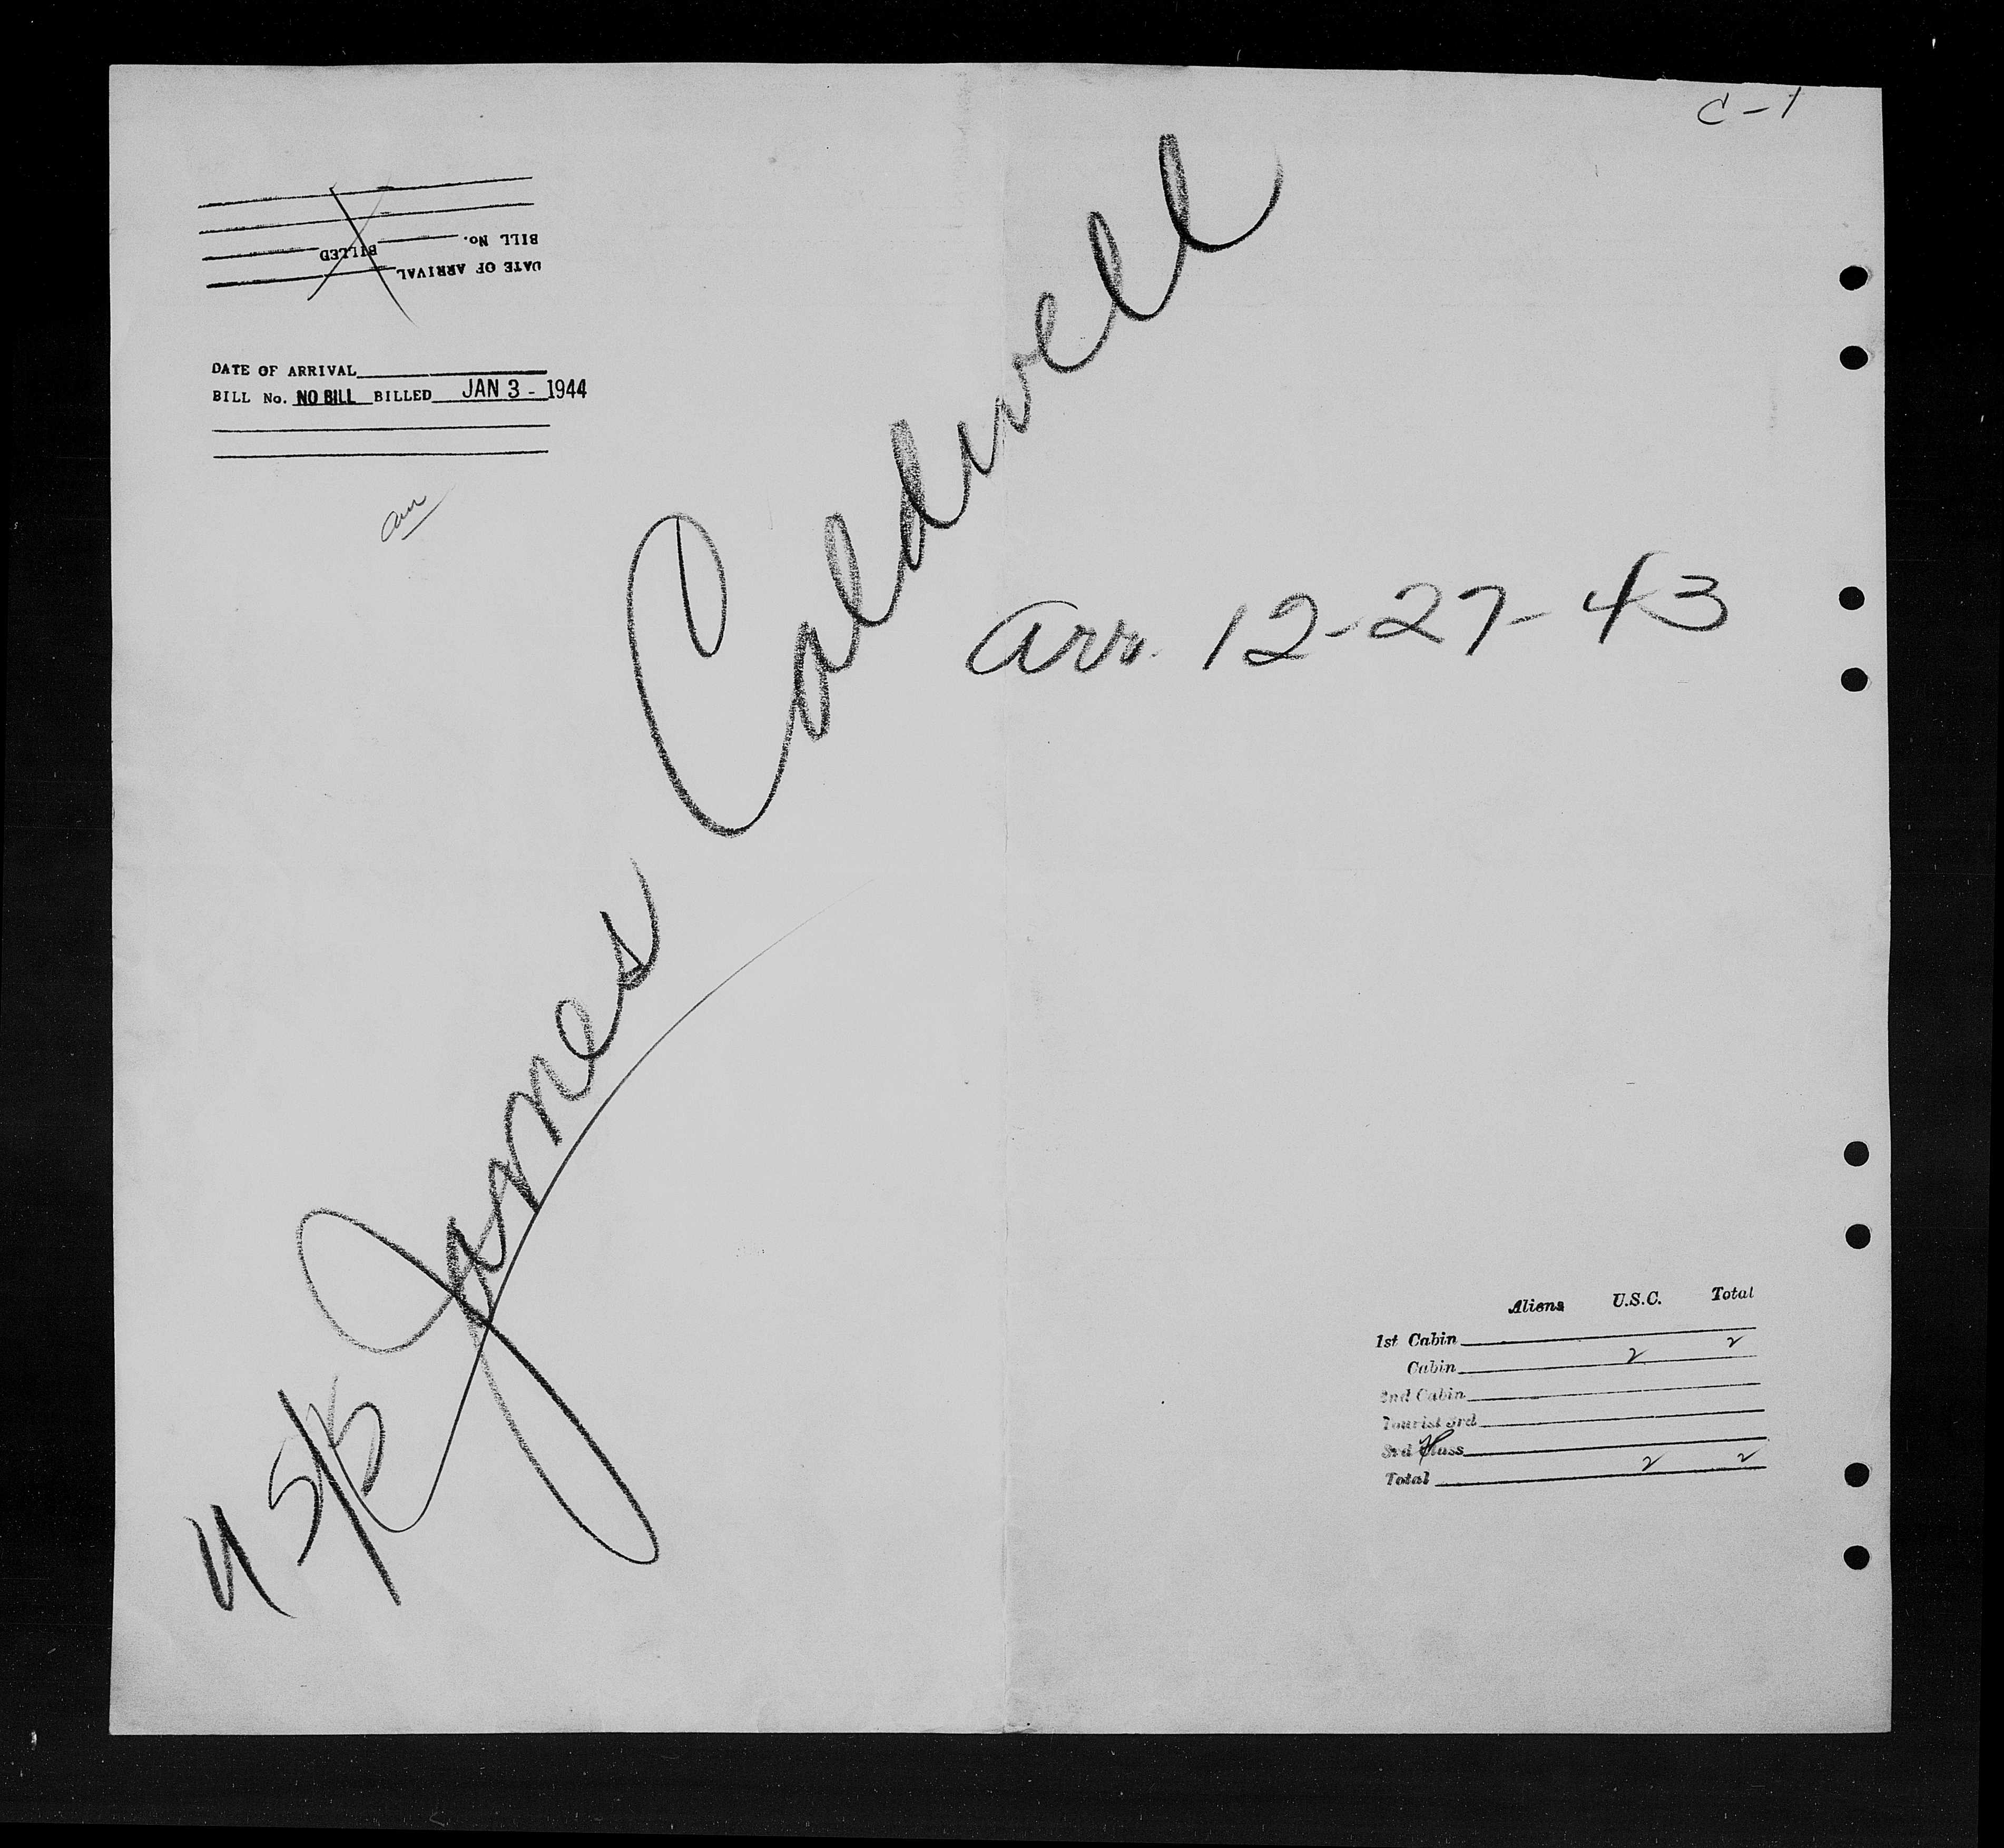 C-1
DATE OF ARRIVAL
BILL No. BILLED
DATE OF ARRIVAL
BILL No. NO BILL BILLED JAN 3 - 1944
arr. 12-27-43
James Caldwell
Aliens U.S.C. Total
1st Cabin 2
Cabin 2
2nd Cabin
Tourist 3rd
3rd Class
Total 2 2